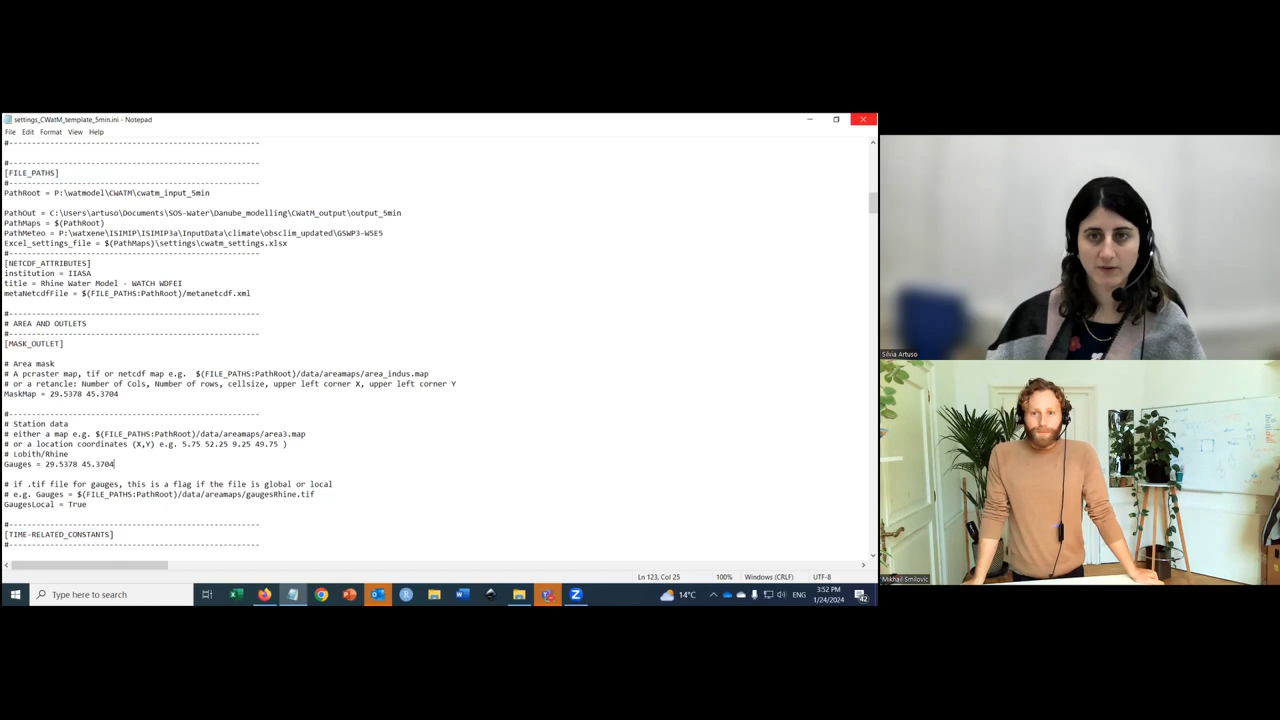 settings_CWatM_template_5min.ini - Notepad
File Edit Format View Help
#--------------------------------------------------------
#--------------------------------------------------------
[FILE_PATHS]
#--------------------------------------------------------
PathRoot = P:\watmodel\CWATM\cwatm_input_5min
PathOut = C:\Users\artuso\Documents\SOS-Water\Danube_modelling\CWatM_output\output_5min
PathMaps = $(PathRoot)
PathMeteo = P:\watxene\ISIMIP\ISIMIP3a\InputData\climate\obsclim_updated\GSWP3-W5E5
Excel_settings_file = $(PathMaps)\settings\cwatm_settings.xlsx
#--------------------------------------------------------
[NETCDF_ATTRIBUTES]
institution = IIASA
title = Rhine Water Model - WATCH WDFEI
metaNetcdfFile = $(FILE_PATHS:PathRoot)/metanetcdf.xml
#--------------------------------------------------------
# AREA AND OUTLETS
#--------------------------------------------------------
[MASK_OUTLET]
# Area mask
# A pcraster map, tif or netcdf map e.g. $(FILE_PATHS:PathRoot)/data/areamaps/area_indus.map
# or a retancle: Number of Cols, Number of rows, cellsize, upper left corner X, upper left corner Y
MaskMap = 29.5378 45.3704
#--------------------------------------------------------
# Station data
# either a map e.g. $(FILE_PATHS:PathRoot)/data/areamaps/area3.map
# or a location coordinates (X,Y) e.g. 5.75 52.25 9.25 49.75 )
# Lobith/Rhine
Gauges = 29.5378 45.3704
# if .tif file for gauges, this is a flag if the file is global or local
# e.g. Gauges = $(FILE_PATHS:PathRoot)/data/areamaps/gaugesRhine.tif
GaugesLocal = True
#--------------------------------------------------------
[TIME-RELATED_CONSTANTS]
#--------------------------------------------------------
Ln 123, Col 25 100% Windows (CRLF) UTF-8
Type here to search
14°C ENG
3:52 PM
1/24/2024
42
Silvia Artuso
Mikhail Smilovic